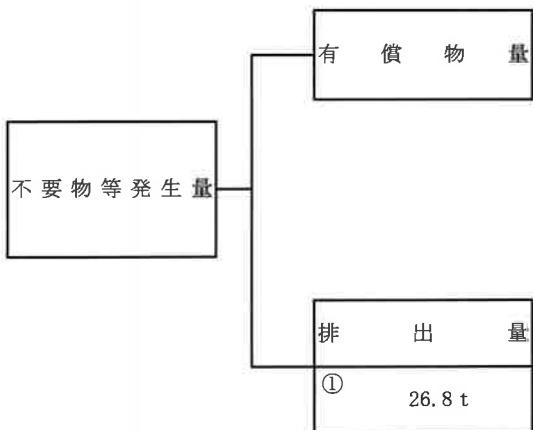 有償物量
不要物等発生量
排出量
①
26.8 t